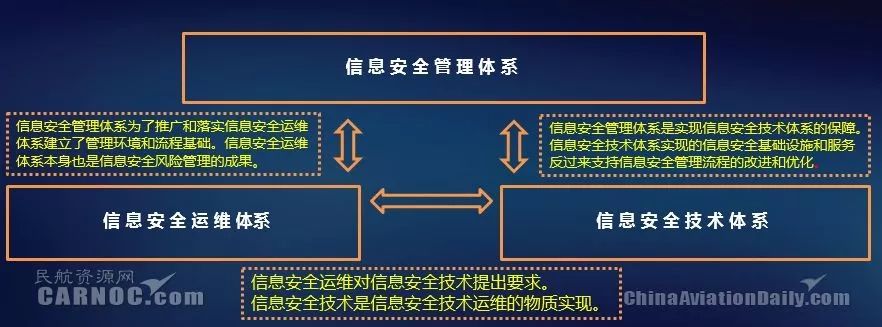 信息安全管理体系
信息安全管理体系为了推广和落实信息安全运维
体系建立了管理环境和流程基础。信息安全运维
体系本身也是信息安全风险管理的成果。
信息安全管理体系是实现信息安全技术体系的保障。
信息安全技术体系实现的信息安全基础设施和服务
反过来支持信息安全管理流程的改进和优化。
信息安全运维体系
信息安全技术体系
信息安全运维对信息安全技术提出要求。
信息安全技术是信息安全技术运维的物质实现。
民航资源网
CARNOC.com
ChinaAviationDaily.com